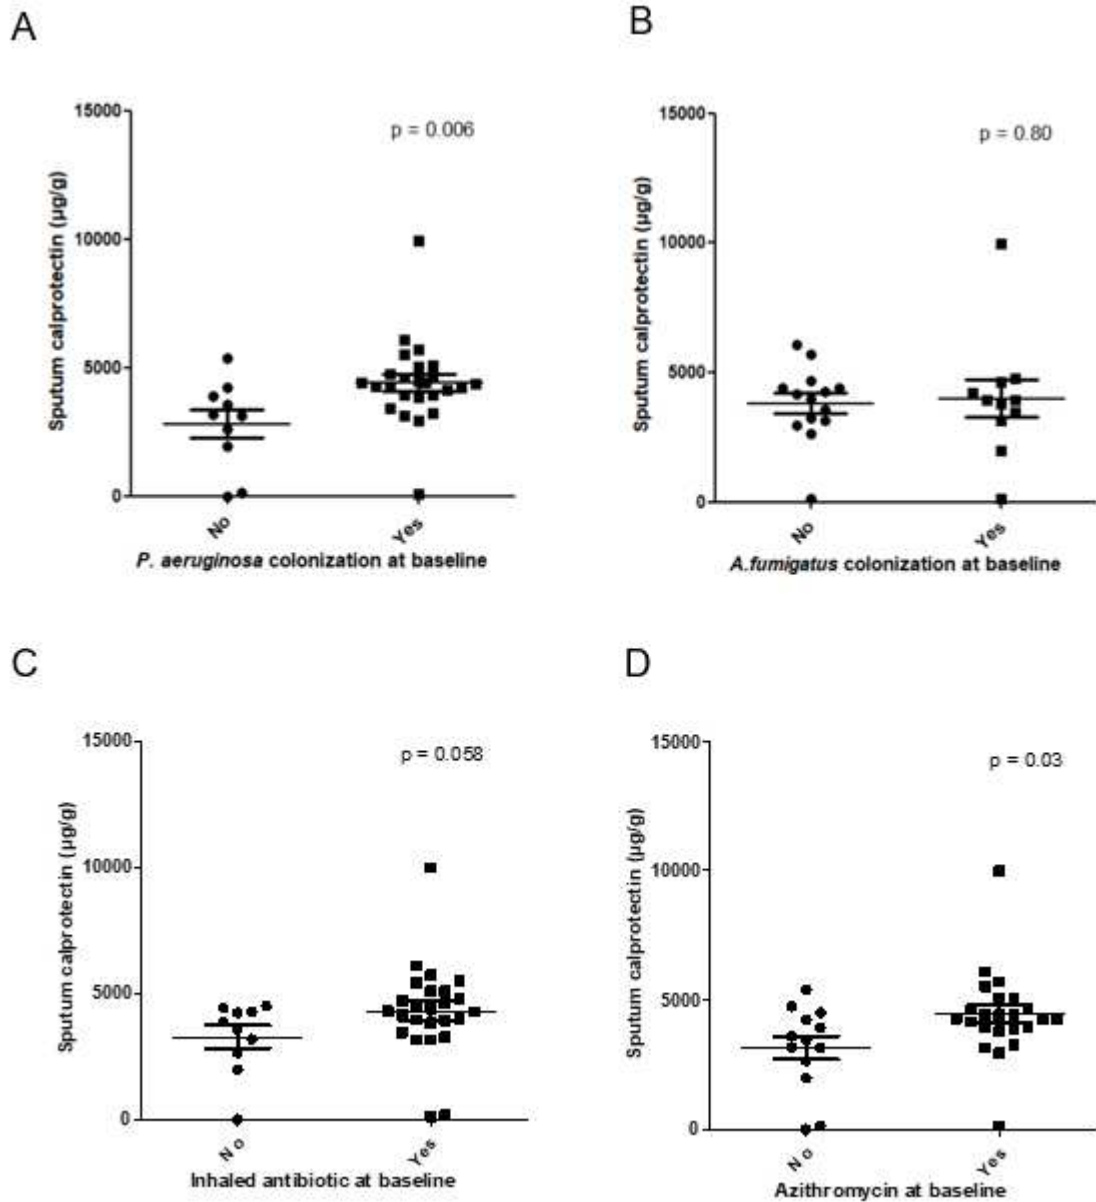 A
p = 0.006
Sputum calprotectin (µg/g)
15000
10000
5000
0
No
Yes
P. aeruginosa colonization at baseline
B
p = 0.80
Sputum calprotectin (µg/g)
15000
10000
5000
0
No
Yes
A.fumigatus colonization at baseline
C
p = 0.058
Sputum calprotectin (µg/g)
15000
10000
5000
0
No
Yes
Inhaled antibiotic at baseline
D
p = 0.03
Sputum calprotectin (µg/g)
15000
10000
5000
0
No
Yes
Azithromycin at baseline